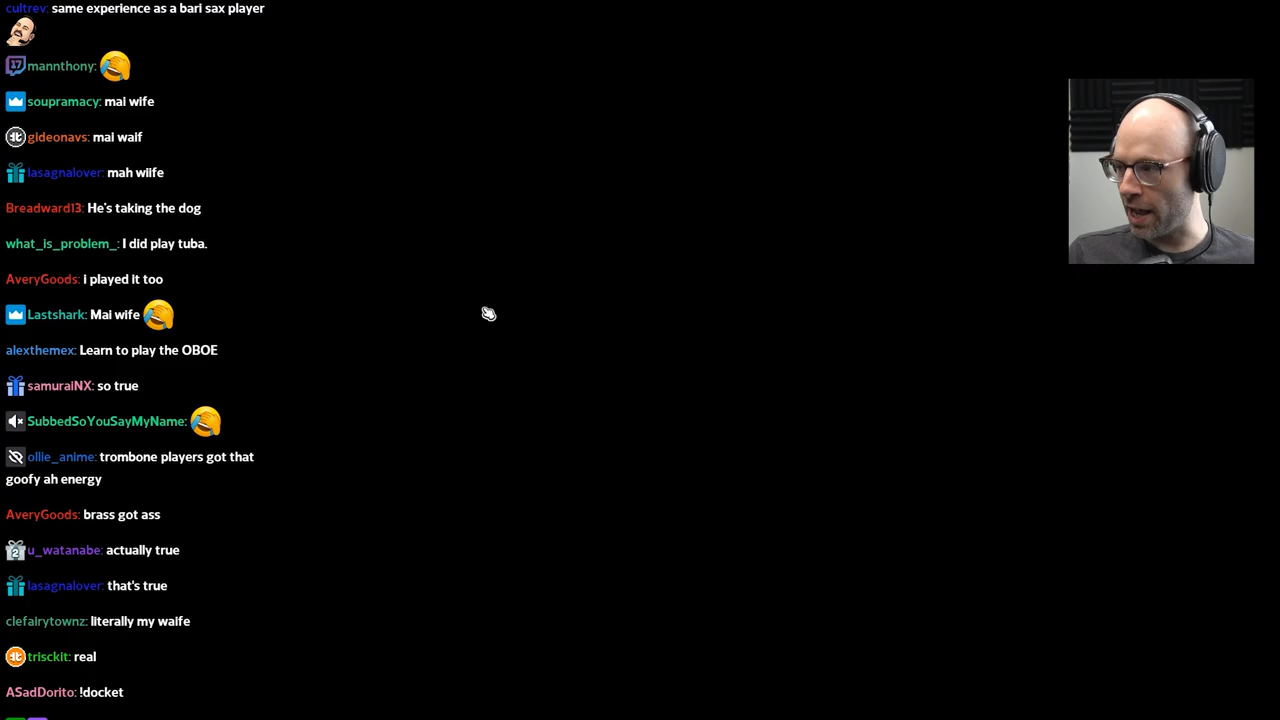 cultrev: same experience as a bari sax player
mannthony:
soupramacy: mai wife
gideonavs: mai waif
lasagnalover: mah wiife
Breadward13: He's taking the dog
what_is_problem_: I did play tuba.
AveryGoods: i played it too
Lastshark: Mai wife
alexthemex: Learn to play the OBOE
samuraiNX: so true
SubbedSoYouSayMyName:
ollie_anime: trombone players got that
goofy ah energy
AveryGoods: brass got ass
u_watanabe: actually true
lasagnalover: that's true
clefairytownz: literally my waife
trisckit: real
ASadDorito: !docket